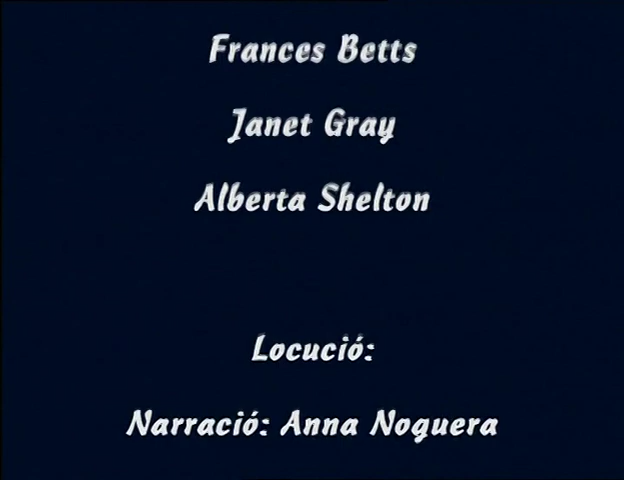 Frances Betts
Janet Gray
Alberta Shelton
Locució:
Narració: Anna Noguera